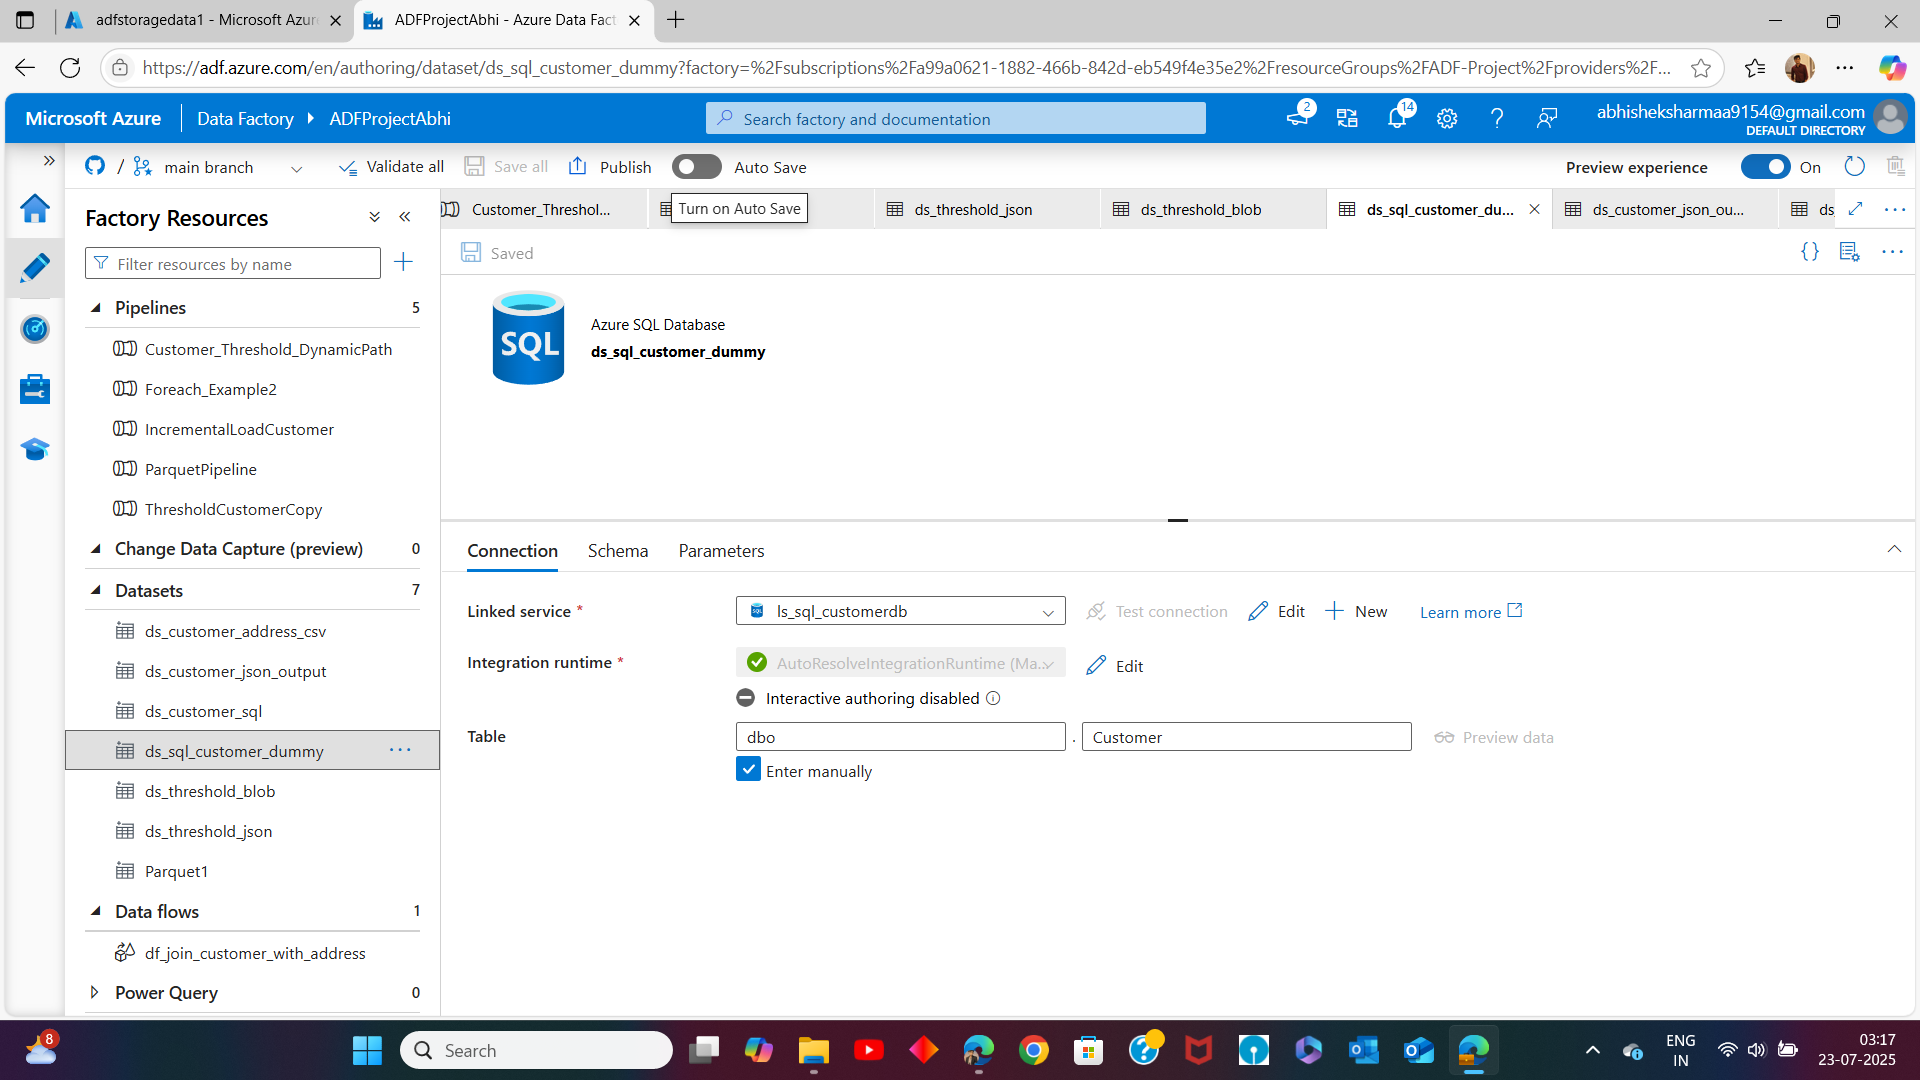 adfstoragedata1 - Microsoft Azur
ADFProjectAbhi - Azure Data Fact
https://adf.azure.com/en/authoring/dataset/ds_sql_customer_dummy?factory=%2Fsubscriptions%2Fa99a0621-1882-466b-842d-eb549f4e35e2%2FresourceGroups%2FADF-Project%2Fproviders%2F...
Microsoft Azure
Data Factory
ADFProjectAbhi
Search factory and documentation
2
14
abhisheksharmaa9154@gmail.com
DEFAULT DIRECTORY
/
main branch
Validate all
Save all
Publish
Auto Save
Preview experience
On
Factory Resources
Customer_Threshol...
Turn on Auto Save
ds_threshold_json
ds_threshold_blob
ds_sql_customer_du...
ds_customer_json_ou...
ds
Filter resources by name
Saved
Pipelines 5
Customer_Threshold_DynamicPath
Foreach_Example2
IncrementalLoadCustomer
ParquetPipeline
ThresholdCustomerCopy
Change Data Capture (preview) 0
Datasets 7
ds_customer_address_csv
ds_customer_json_output
ds_customer_sql
ds_sql_customer_dummy
ds_threshold_blob
ds_threshold_json
Parquet1
Data flows 1
df_join_customer_with_address
Power Query 0
SQL
Azure SQL Database
ds_sql_customer_dummy
Connection
Schema
Parameters
Linked service *
ls_sql_customerdb
Test connection
Edit
New
Learn more
Integration runtime *
AutoResolveIntegrationRuntime (Ma...
Edit
Interactive authoring disabled
Table
dbo
.
Customer
Preview data
Enter manually
8
Search
ENG
IN
03:17
23-07-2025